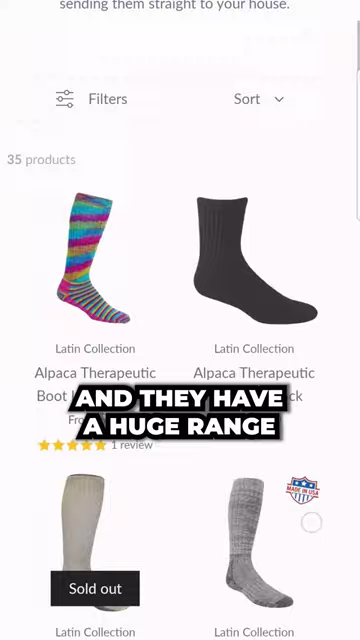 sending them straight to your house.
Filters
Sort
35 products
Latin Collection
Latin Collection
Alpaca Therapeutic
Alpaca Therapeutic
Boot
AND THEY HAVE
A HUGE RANGE
1 review
MADE IN USA
Sold out
Latin Collection
Latin Collection